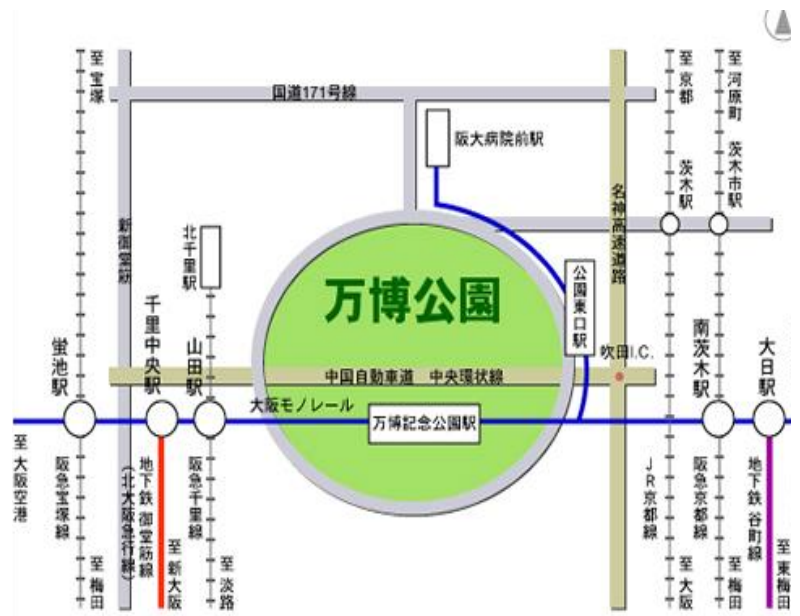 至 宝塚
国道171号線
阪大病院前駅
至 京都
至 河原町
茨木駅
茨木市駅
名神高速道路
新御堂筋
北千里駅
万博公園
公園東口駅
吹田I.C.
蛍池駅
千里中央駅
山田駅
中国自動車道 中央環状線
南茨木駅
大日駅
大阪モノレール
万博記念公園駅
至 大阪空港
阪急宝塚線
至 梅田
地下鉄 御堂筋線
(北大阪急行線)
至 新大阪
阪急千里線
至 淡路
JR京都線
至 大阪
阪急京都線
至 梅田
地下鉄 谷町線
至 東梅田